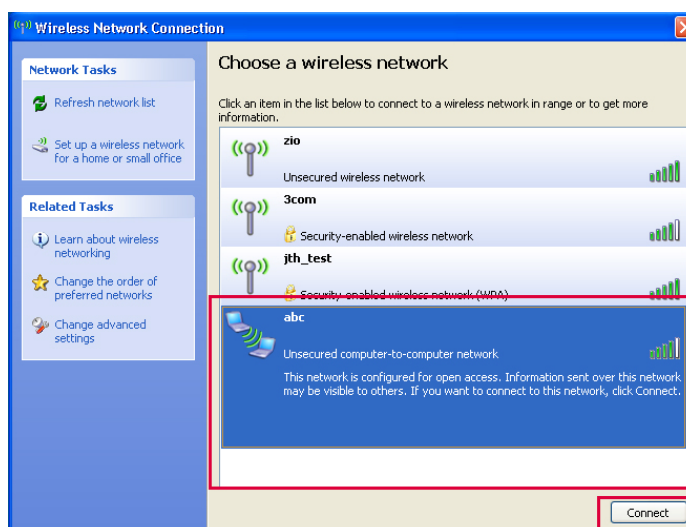 Wireless Network Connection
Network Tasks
Refresh network list
Set up a wireless network
for a home or small office
Related Tasks
Learn about wireless
networking
Change the order of
preferred networks
Change advanced
settings
Choose a wireless network
Click an item in the list below to connect to a wireless network in range or to get more
information.
zio
Unsecured wireless network
3com
Security-enabled wireless network
jth_test
Security-enabled wireless network (WPA)
abc
Unsecured computer-to-computer network
This network is configured for open access. Information sent over this network
may be visible to others. If you want to connect to this network, click Connect.
Connect